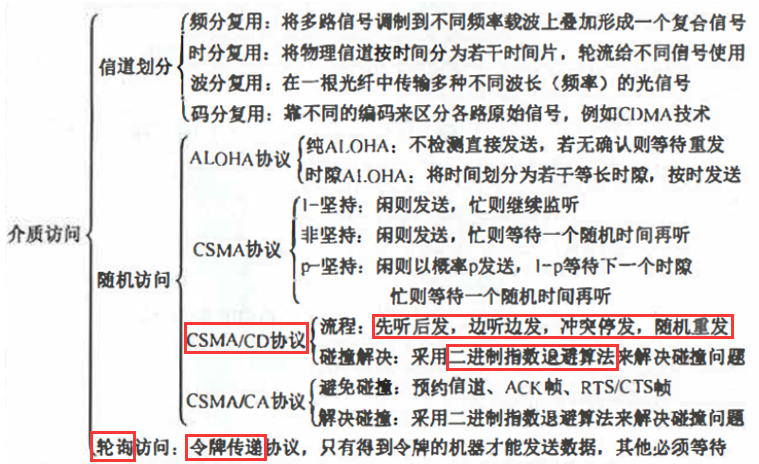 频分复用：将多路信号调制到不同频率载波上叠加形成一个复合信号
信道划分
时分复用：将物理信道按时间分为若干时间片，轮流给不同信号使用
波分复用：在一根光纤中传输多种不同波长（频率）的光信号
码分复用：靠不同的编码来区分各路原始信号，例如CDMA技术
ALOHA协议
纯ALOHA：不检测直接发送，若无确认则等待重发
时隙ALOHA：将时间划分为若干等长时隙，按时发送
介质访问
随机访问
CSMA协议
1-坚持：闲则发送，忙则继续监听
非坚持：闲则发送，忙则等待一个随机时间再听
p-坚持：闲则以概率p发送，1-p等待下一个时隙
忙则等待一个随机时间再听
CSMA/CD协议
流程：先听后发，边听边发，冲突停发，随机重发
碰撞解决：采用二进制指数退避算法来解决碰撞问题
CSMA/CA协议
避免碰撞：预约信道、ACK帧、RTS/CTS帧
解决碰撞：采用二进制指数退避算法来解决碰撞问题
轮询访问：令牌传递协议，只有得到令牌的机器才能发送数据，其他必须等待